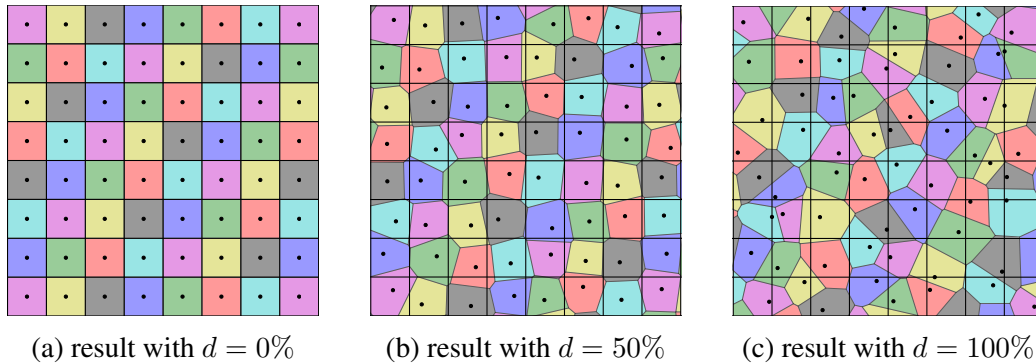 (a) result with d = 0%
(b) result with d = 50%
(c) result with d = 100%